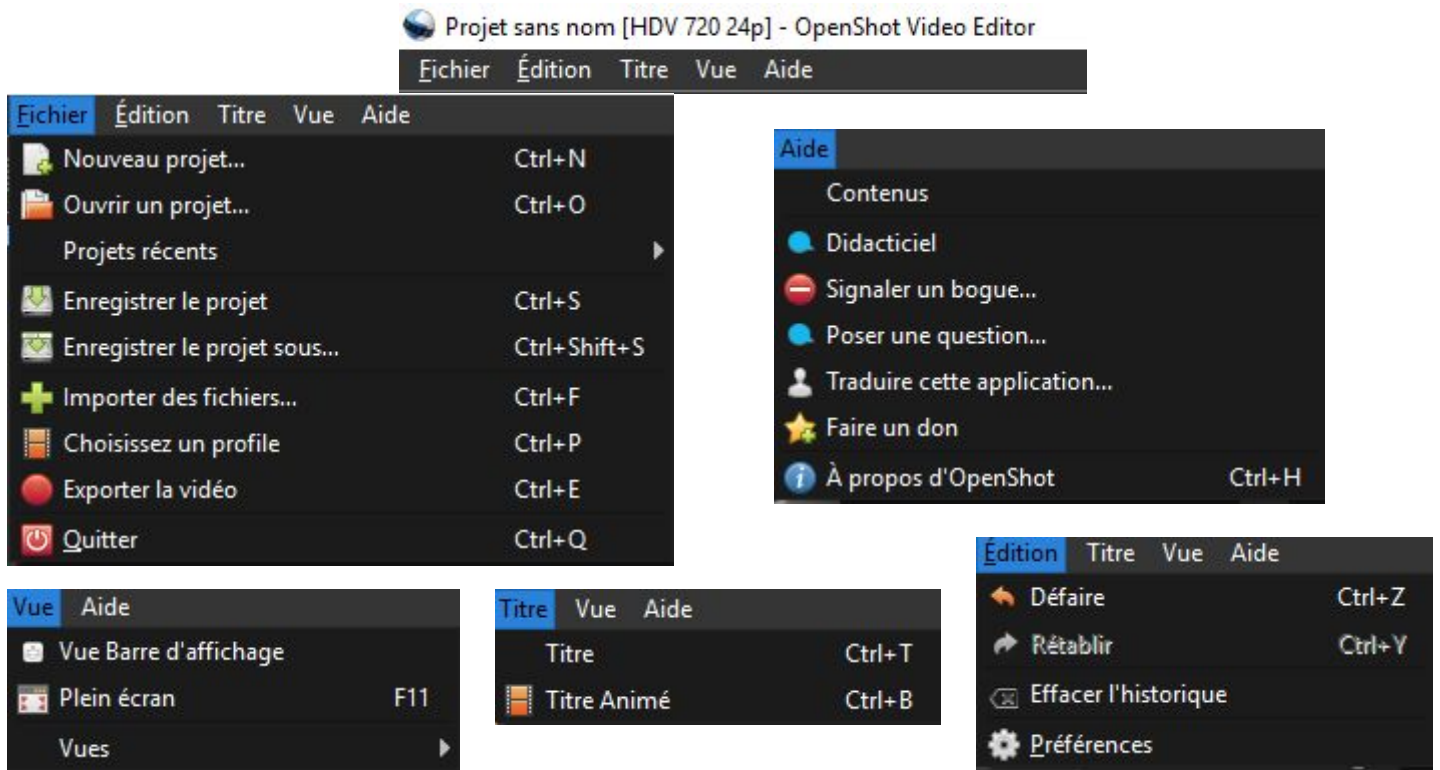 Projet sans nom [HDV 720 24p] - OpenShot Video Editor
Fichier Édition Titre Vue Aide
Fichier Édition Titre Vue Aide
Nouveau projet... Ctrl+N
Ouvrir un projet... Ctrl+O
Projets récents
Enregistrer le projet Ctrl+S
Enregistrer le projet sous... Ctrl+Shift+S
Importer des fichiers... Ctrl+F
Choisissez un profile Ctrl+P
Exporter la vidéo Ctrl+E
Quitter Ctrl+Q
Aide
Contenus
Didacticiel
Signaler un bogue...
Poser une question...
Traduire cette application...
Faire un don
À propos d'OpenShot Ctrl+H
Vue Aide
Vue Barre d'affichage
Plein écran F11
Vues
Titre Vue Aide
Titre Ctrl+T
Titre Animé Ctrl+B
Édition Titre Vue Aide
Défaire Ctrl+Z
Rétablir Ctrl+Y
Effacer l'historique
Préférences